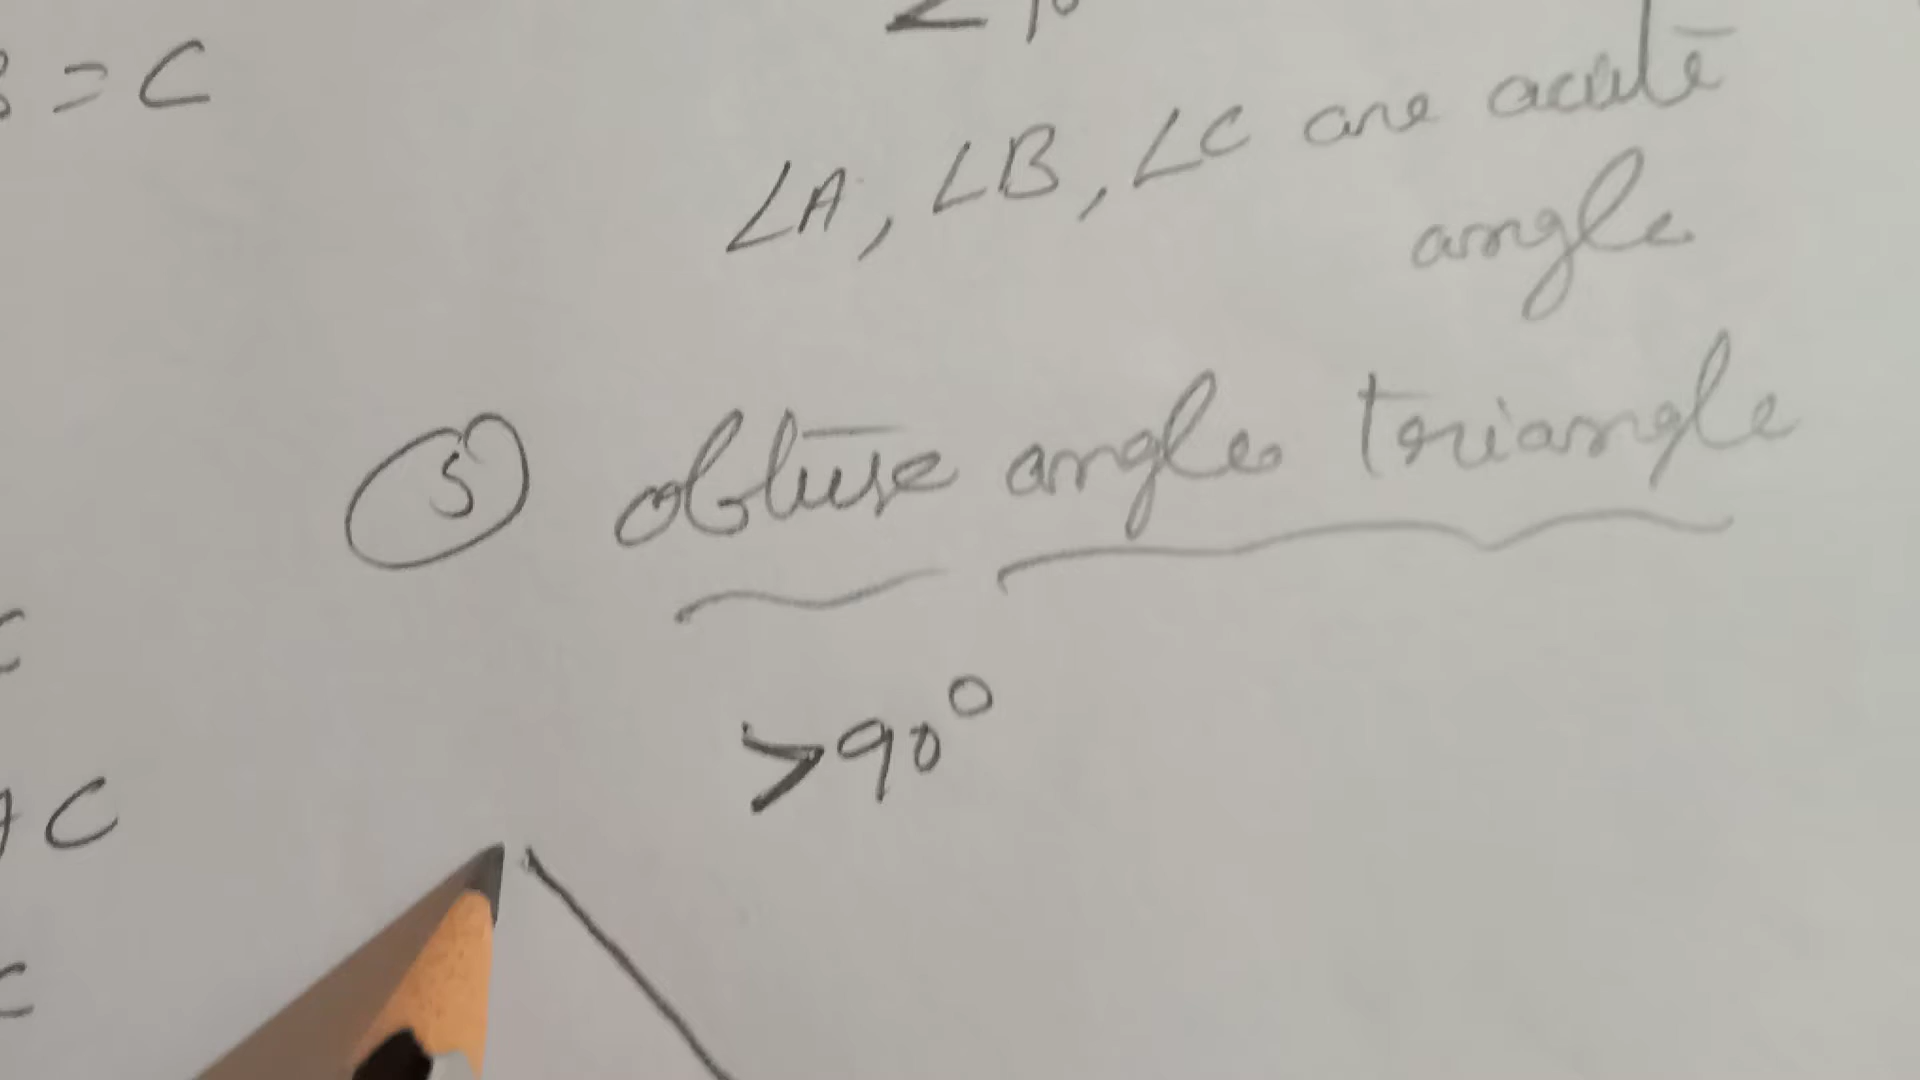 = C
∠A, ∠B, ∠C are acute
angle
5 obtuse angle triangle
>90°
C